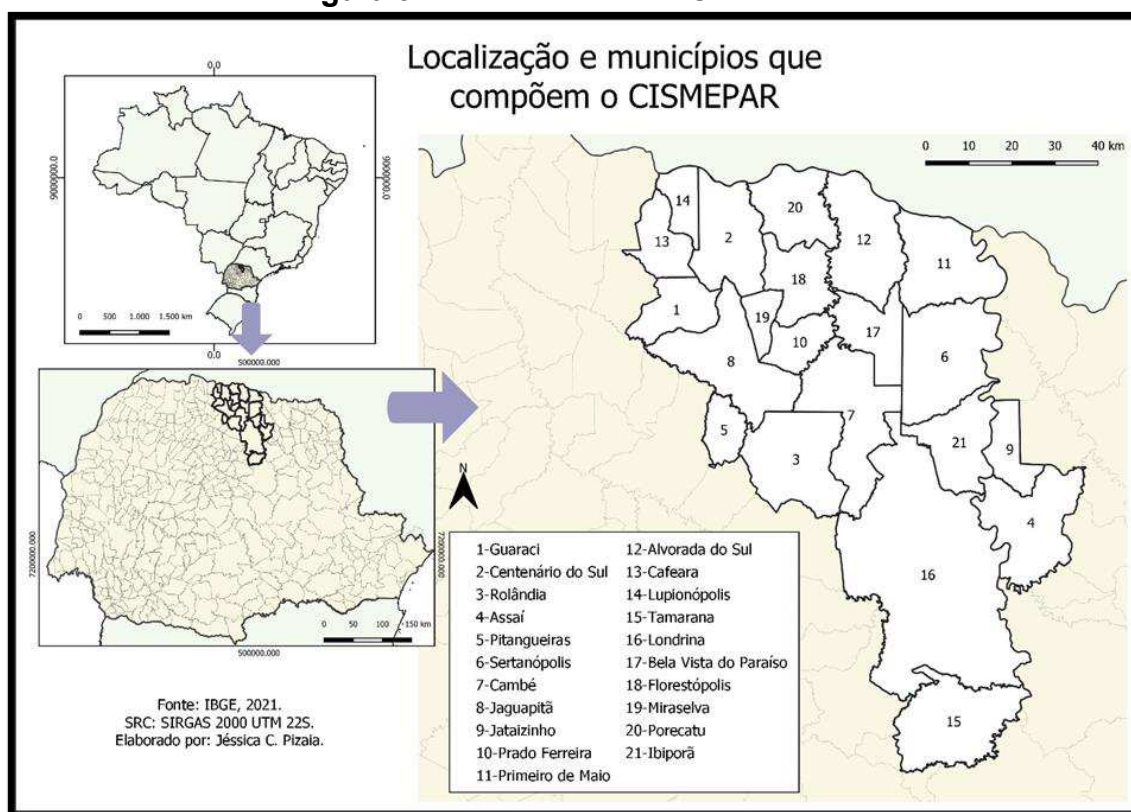 Localização e municípios que
compõem o CISMEPAR
0,0
9000000.0
9000000.0
0 500 1.000 1.500 km
0,0
500000.000
7200000.000
7200000.000
0 50 100 150 km
500000.000
0 10 20 30 40 km
14
20
13
2
12
11
18
1
19
17
10
6
8
7
5
21
9
3
4
16
15
N
1-Guaraci
2-Centenário do Sul
3-Rolândia
4-Assaí
5-Pitangueiras
6-Sertanópolis
7-Cambé
8-Jaguapitã
9-Jataizinho
10-Prado Ferreira
11-Primeiro de Maio
12-Alvorada do Sul
13-Cafeara
14-Lupionópolis
15-Tamarana
16-Londrina
17-Bela Vista do Paraíso
18-Florestópolis
19-Miraselva
20-Porecatu
21-Ibiporã
Fonte: IBGE, 2021.
SRC: SIRGAS 2000 UTM 22S.
Elaborado por: Jéssica C. Pizaia.